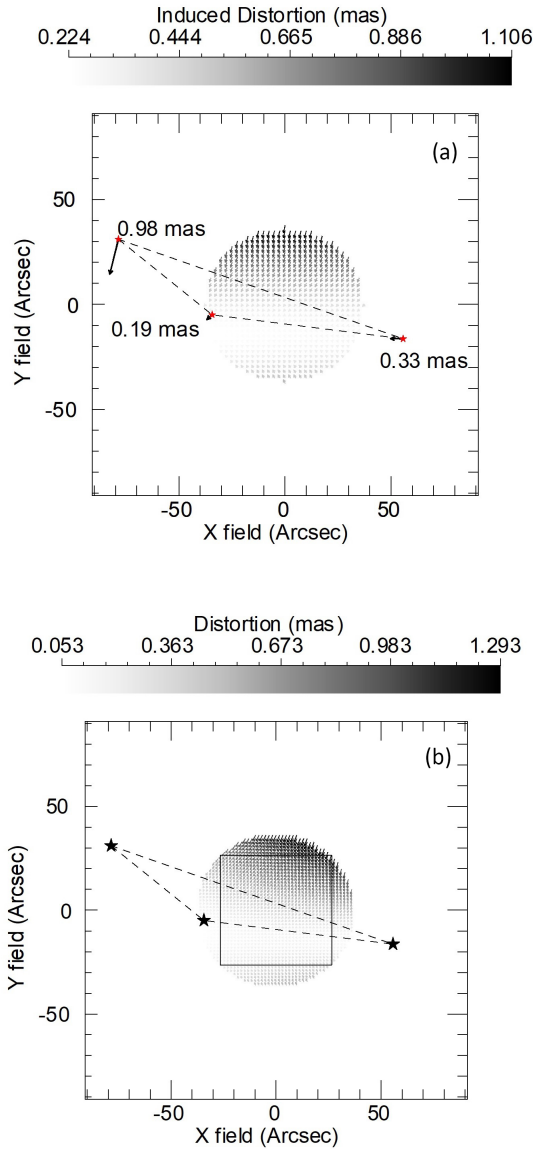 Induced Distortion (mas)
0.224 0.444 0.665 0.886 1.106
(a)
50
0.98 mas
0
0.19 mas
0.33 mas
-50
-50 0 50
X field (Arcsec)
Y field (Arcsec)
Distortion (mas)
0.053 0.363 0.673 0.983 1.293
(b)
50
0
-50
-50 0 50
X field (Arcsec)
Y field (Arcsec)